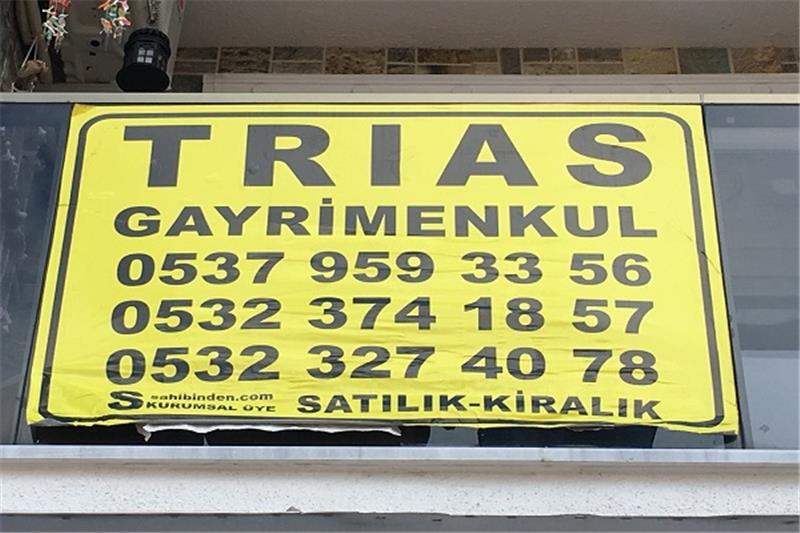 TRIAS
GAYRİMENKUL
0537 959 33 56
0532 374 18 57
0532 327 40 78
S sahibinden.com
KURUMSAL ÜYE
SATILIK-KİRALIK